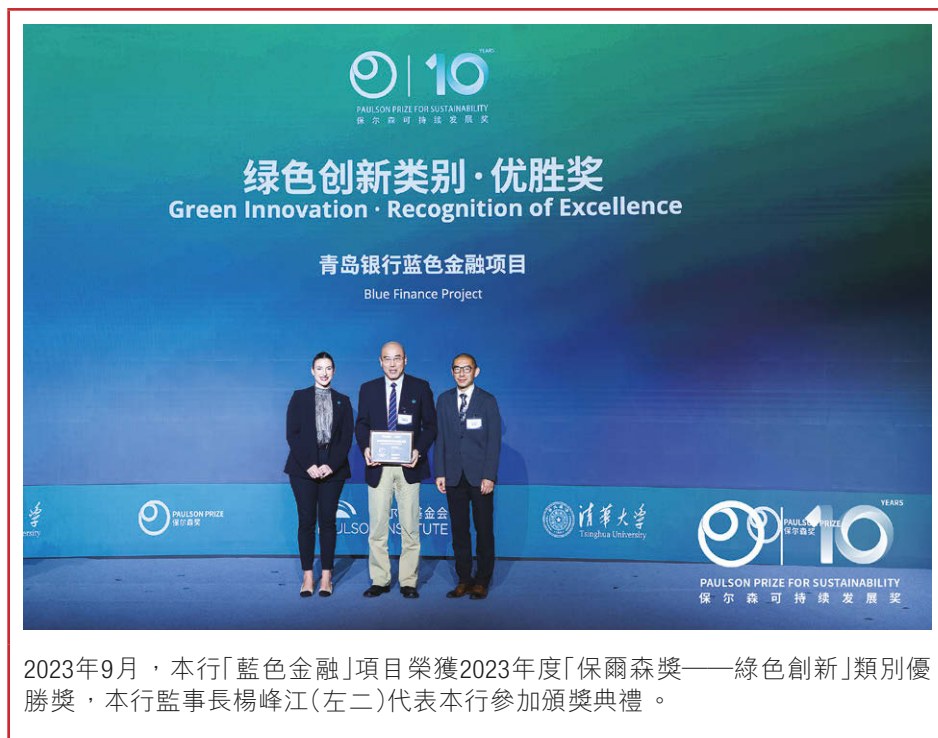 10 YEARS
PAULSON PRIZE FOR SUSTAINABILITY
保尔森可持续发展奖
绿色创新类别·优胜奖
Green Innovation · Recognition of Excellence
青岛银行蓝色金融项目
Blue Finance Project
PAULSON PRIZE
保尔森奖
清华大学
Tsinghua University
PAULSON PRIZE
保尔森奖
10 YEARS
PAULSON PRIZE FOR SUSTAINABILITY
保尔森可持续发展奖
2023年9月，本行「藍色金融」項目榮獲2023年度「保爾森獎——綠色創新」類別優
勝獎，本行監事長楊峰江(左二)代表本行參加頒獎典禮。